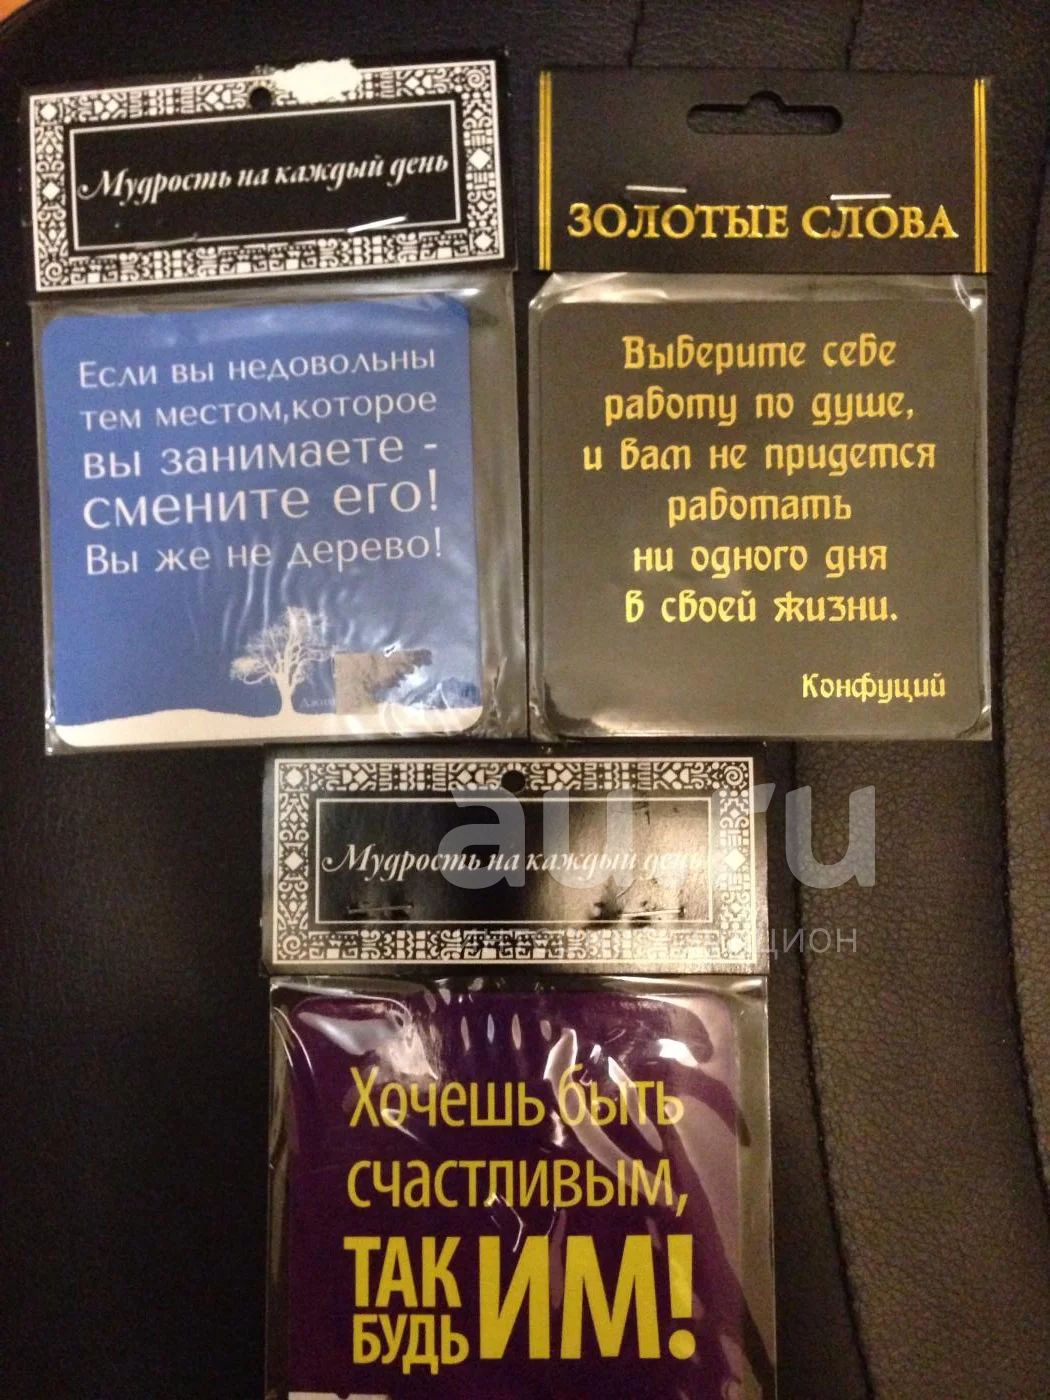 Мудрость на каждый день
Если вы недовольны
тем местом,которое
вы занимаете -
смените его!
Вы же не дерево!
ЗОЛОТЫЕ СЛОВА
Выберите себе
работу по душе,
и вам не придется
работать
ни одного дня
в своей жизни.
Конфуций
au.ru
Мудрость на каждый день
Хочешь быть
счастливым,
ТАК
БУДЬ
ИМ!